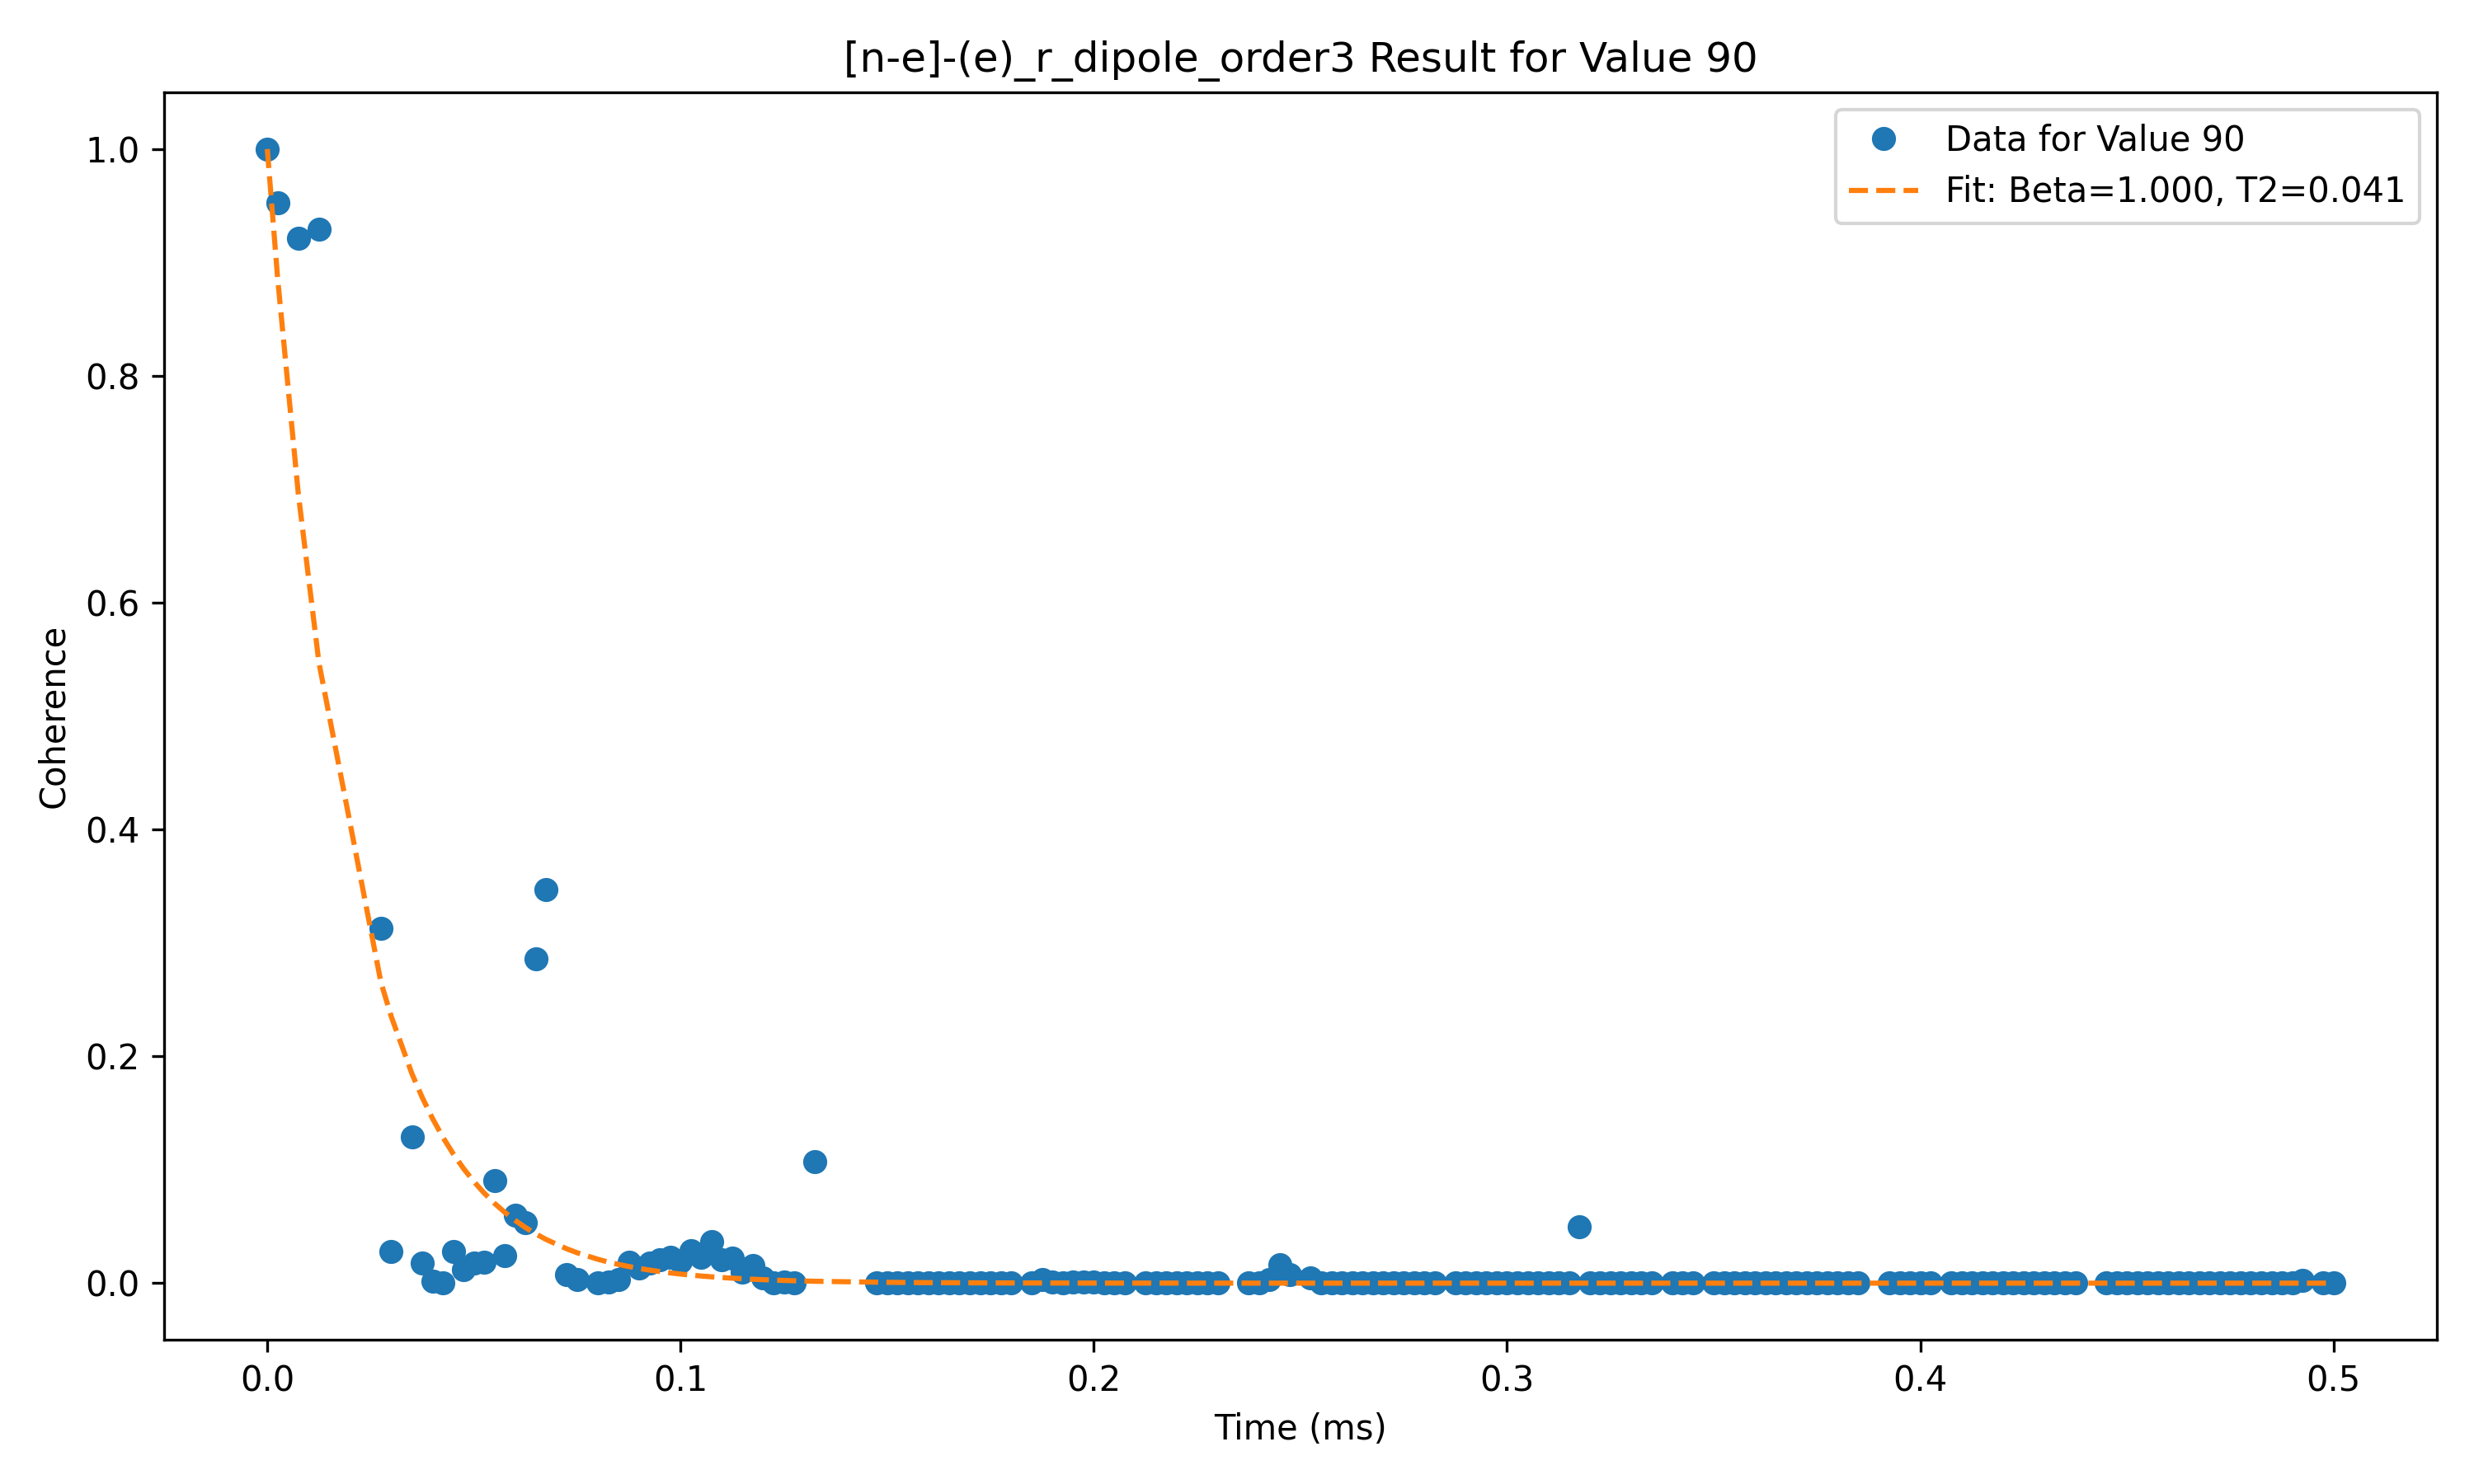 [n-e]-(e)_r_dipole_order3 Result for Value 90
Data for Value 90
Fit: Beta=1.000, T2=0.041
Coherence
1.0
0.8
0.6
0.4
0.2
0.0
0.0 0.1 0.2 0.3 0.4 0.5
Time (ms)